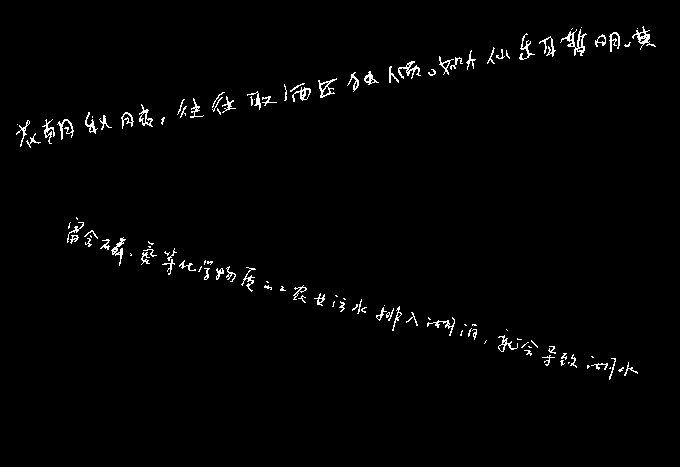 花朝秋月夜，往往取酒还独倾。如听仙乐耳暂明。莫
富含磷、氮等化学物质的工农业污水排入湖泊，就会导致湖水